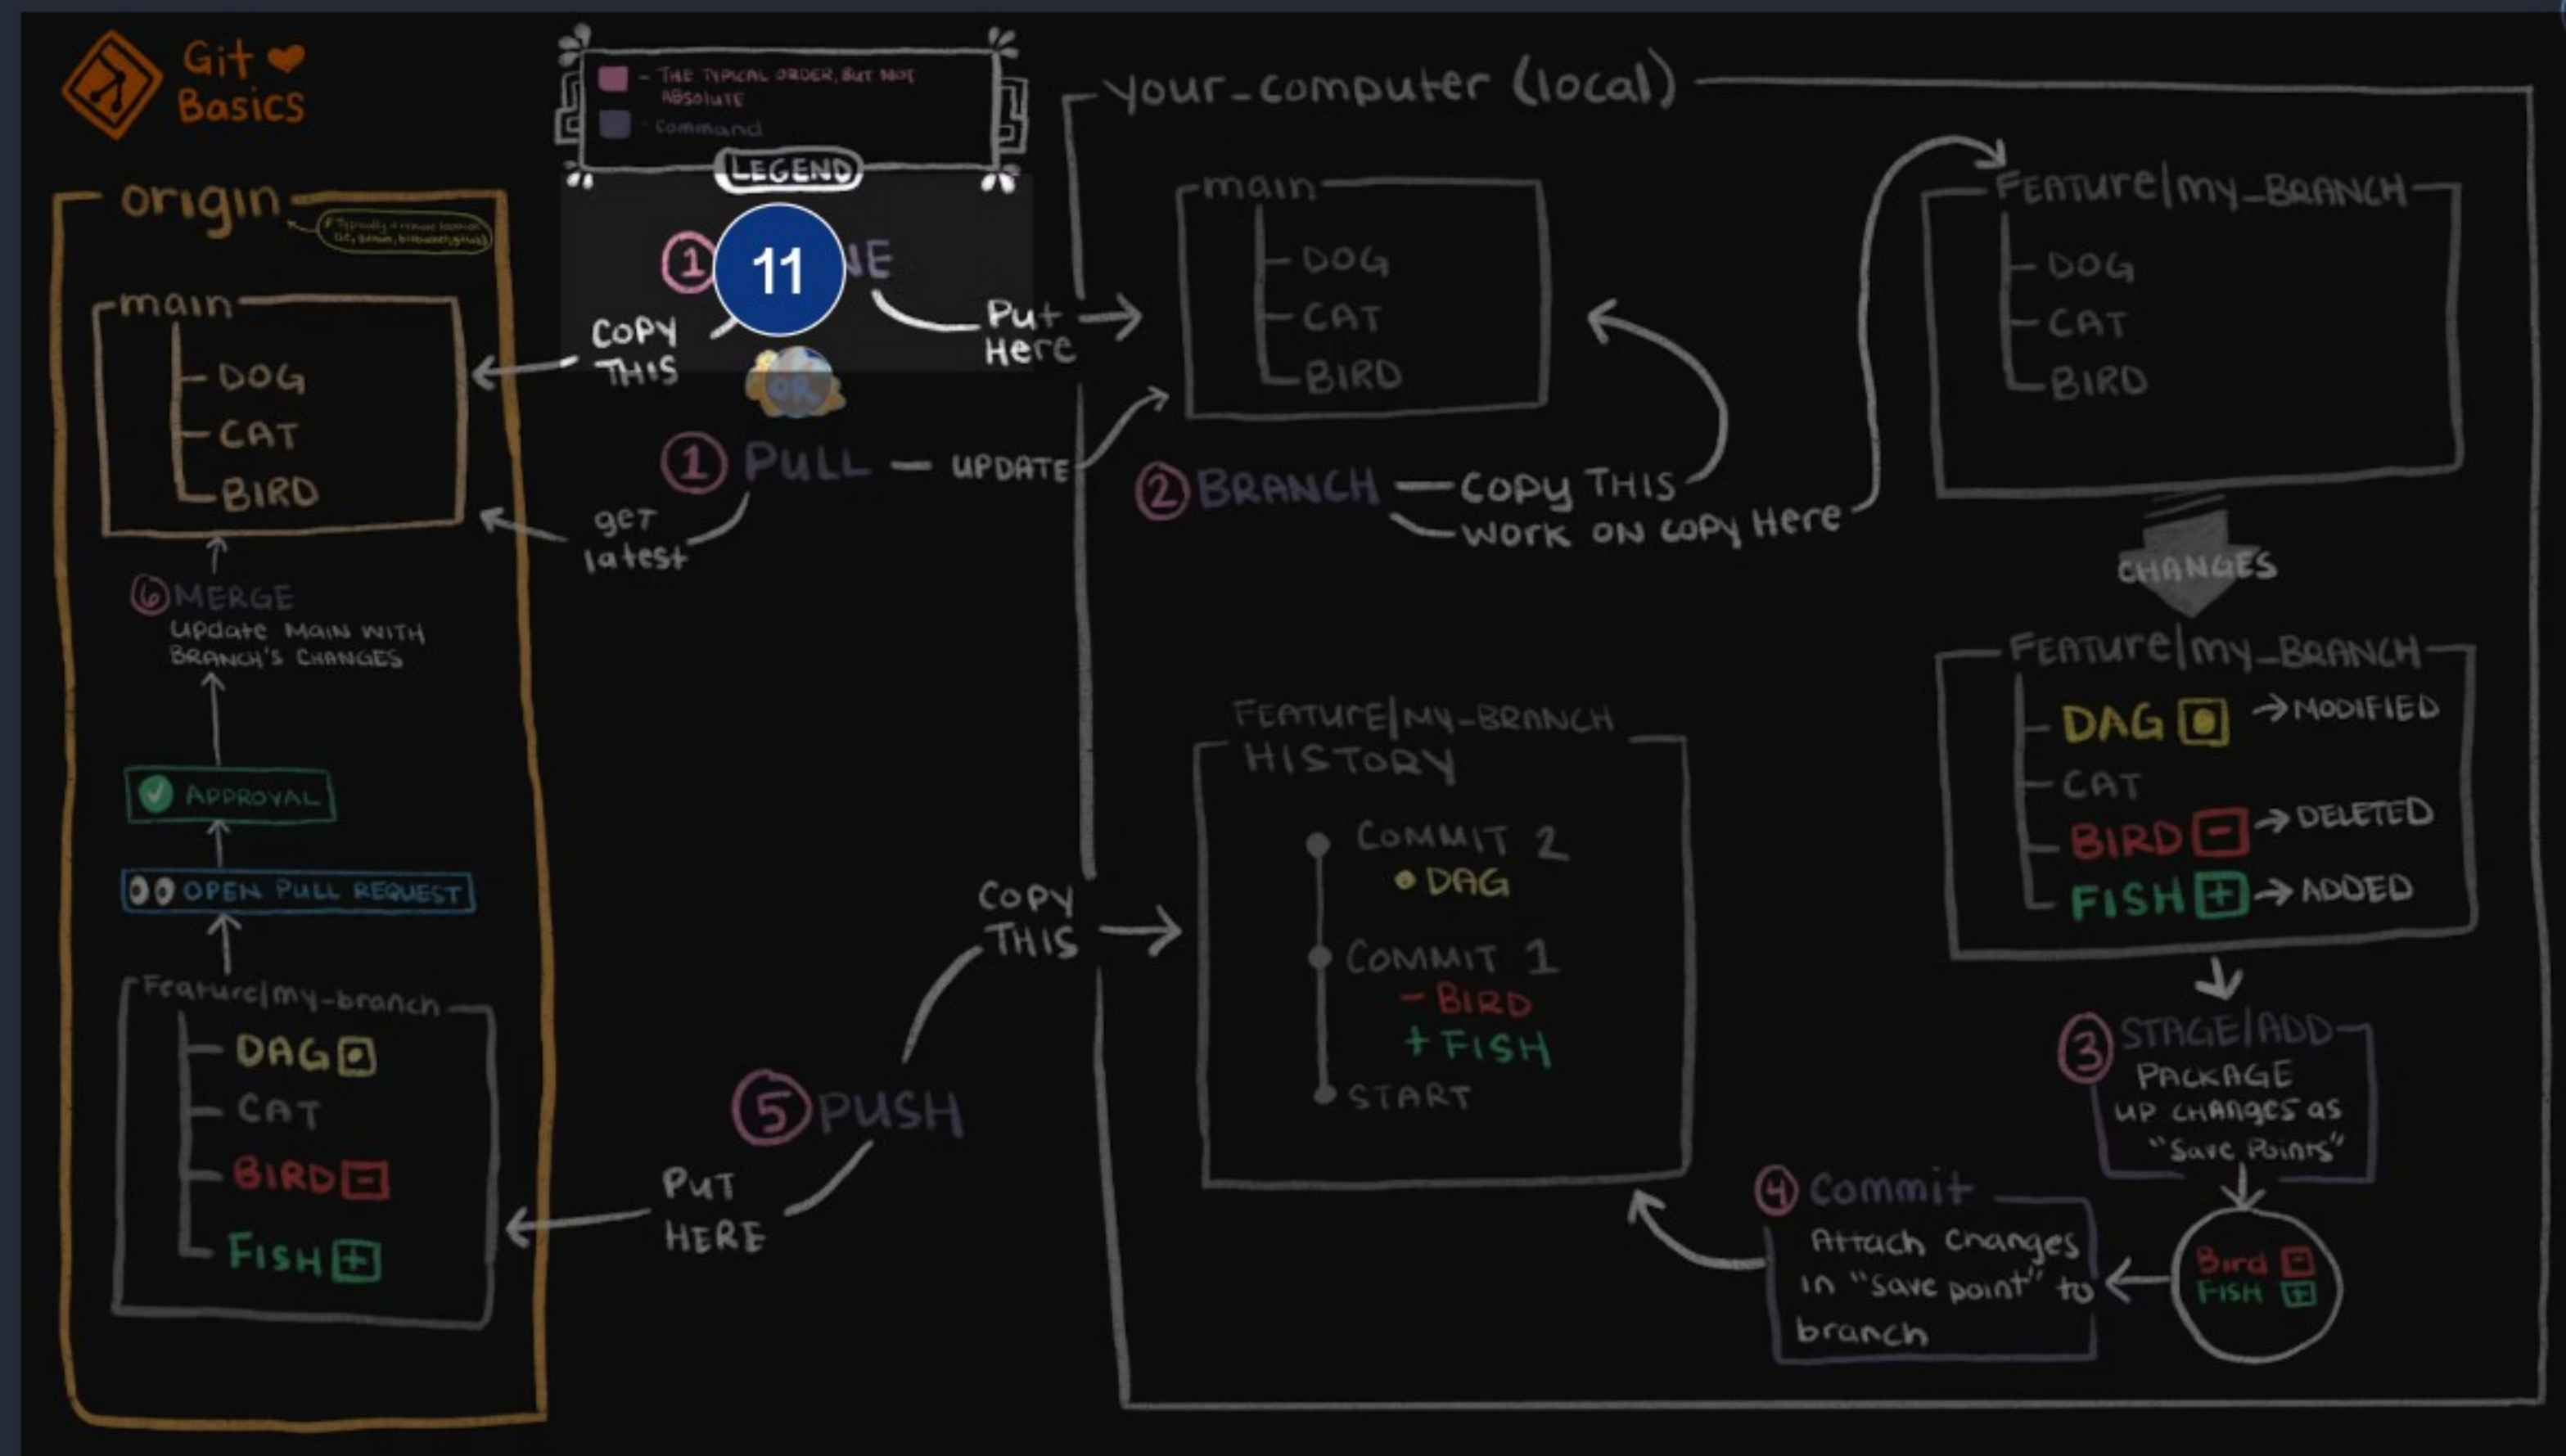 Git
Basics
- THE TYPICAL ORDER, BUT NOT
ABSOLUTE
- Command
LEGEND
origin
main
DOG
CAT
BIRD
1
11
NE
COPY
THIS
Put
Here
OR
1 PULL — UPDATE
get
latest
6 MERGE
Update MAIN WITH
BRANCH'S CHANGES
APPROVAL
OPEN PULL REQUEST
Feature/my-branch
DAG
CAT
BIRD -
FISH +
5 PUSH
COPY
THIS
PUT
HERE
your_computer (local)
main
DOG
CAT
BIRD
2 BRANCH — COPY THIS
WORK ON COPY Here
FEATURE/my_BRANCH
DOG
CAT
BIRD
CHANGES
FEATURE/my_BRANCH
DAG → MODIFIED
CAT
BIRD - → DELETED
FISH + → ADDED
3 STAGE/ADD
PACKAGE
UP CHANGES as
"Save Points"
Bird -
FISH +
4 Commit
Attach Changes
in "save point" to
branch
FEATURE/MY-BRANCH
HISTORY
COMMIT 2
• DAG
COMMIT 1
- BIRD
+ FISH
START